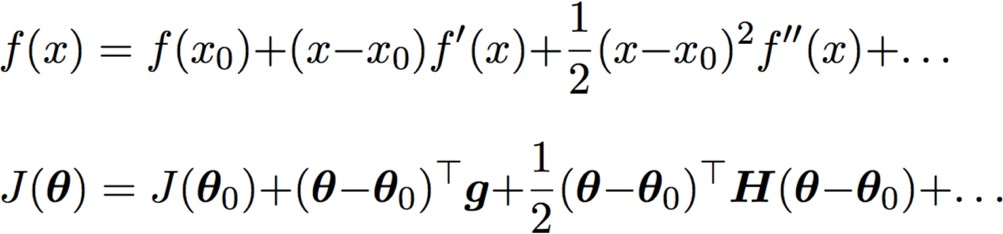 f(x) = f(x₀)+(x−x₀)f′(x)+½(x−x₀)²f″(x)+…
J(𝜽) = J(𝜽₀)+(𝜽−𝜽₀)ᵀ𝒈+½(𝜽−𝜽₀)ᵀ𝑯(𝜽−𝜽₀)+…